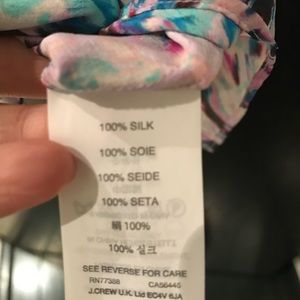 100% SILK
100% SOIE
100% SEIDE
100% SETA
絹 100%
100% 실크
SEE REVERSE FOR CARE
RN77388 CA56445
J.CREW U.K. Ltd EC4V 6JA